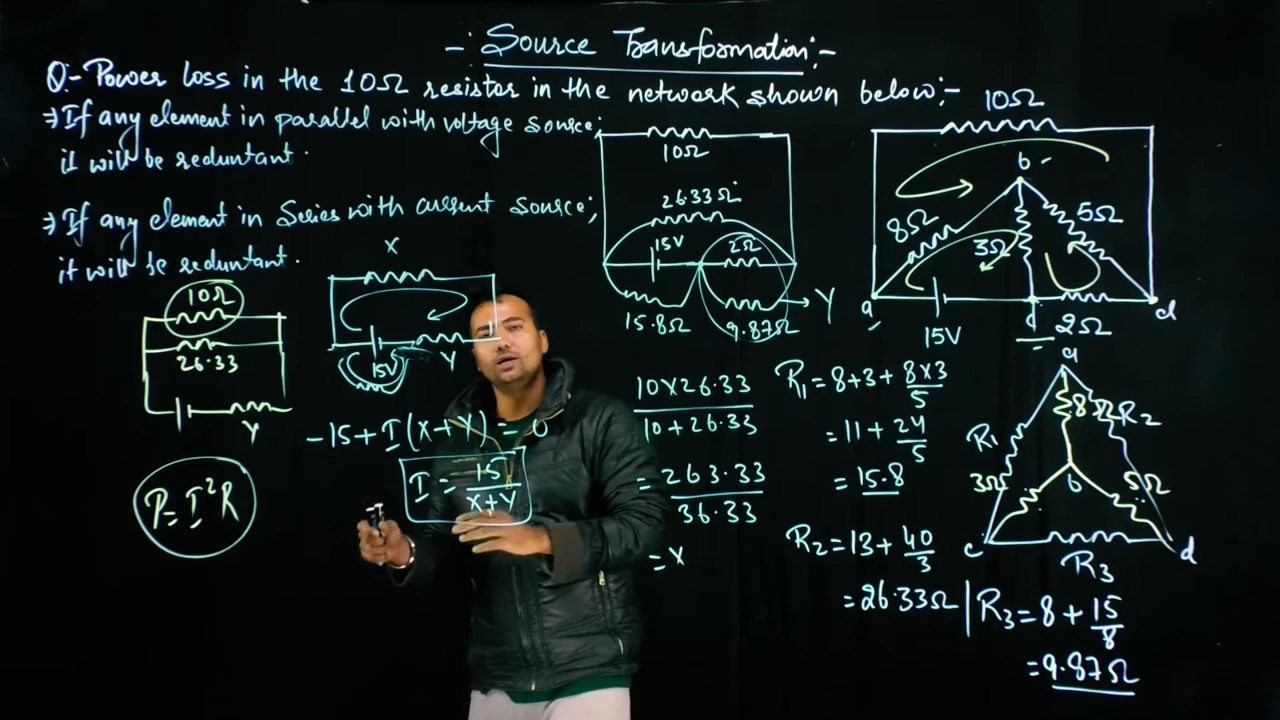 -: Source Transformation:-
Q:- Power loss in the 10Ω resistor in the network shown below:-
⇒ If any element in parallel with voltage source;
it will be reduntant.
⇒ If any element in Series with current source;
it will be reduntant.
10Ω
26.33
Y
P = I²R
X
15V
Y
-15 + I(X+Y) = 0
I = 15/(X+Y)
10Ω
26.33Ω
15V
2Ω
15.8Ω
9.87Ω
Y
10×26.33/(10+26.33)
= 263.33/36.33
= X
10Ω
b
8Ω
3Ω
5Ω
a
15V
c
2Ω
d
R₁ = 8+3+ 8×3/5
= 11 + 24/5
= 15.8
R₂ = 13 + 40/3
= 26.33Ω
a
8Ω
R₂
R₁
3Ω
b
5Ω
c
d
R₃
R₃ = 8 + 15/8
= 9.87Ω